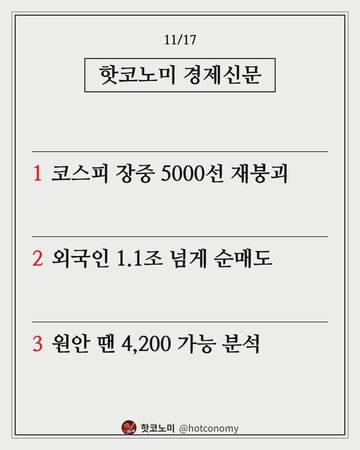 11/17
핫코노미 경제신문
1 코스피 장중 5000선 재붕괴
2 외국인 1.1조 넘게 순매도
3 원안 땐 4,200 가능 분석
핫코노미 @hotconomy